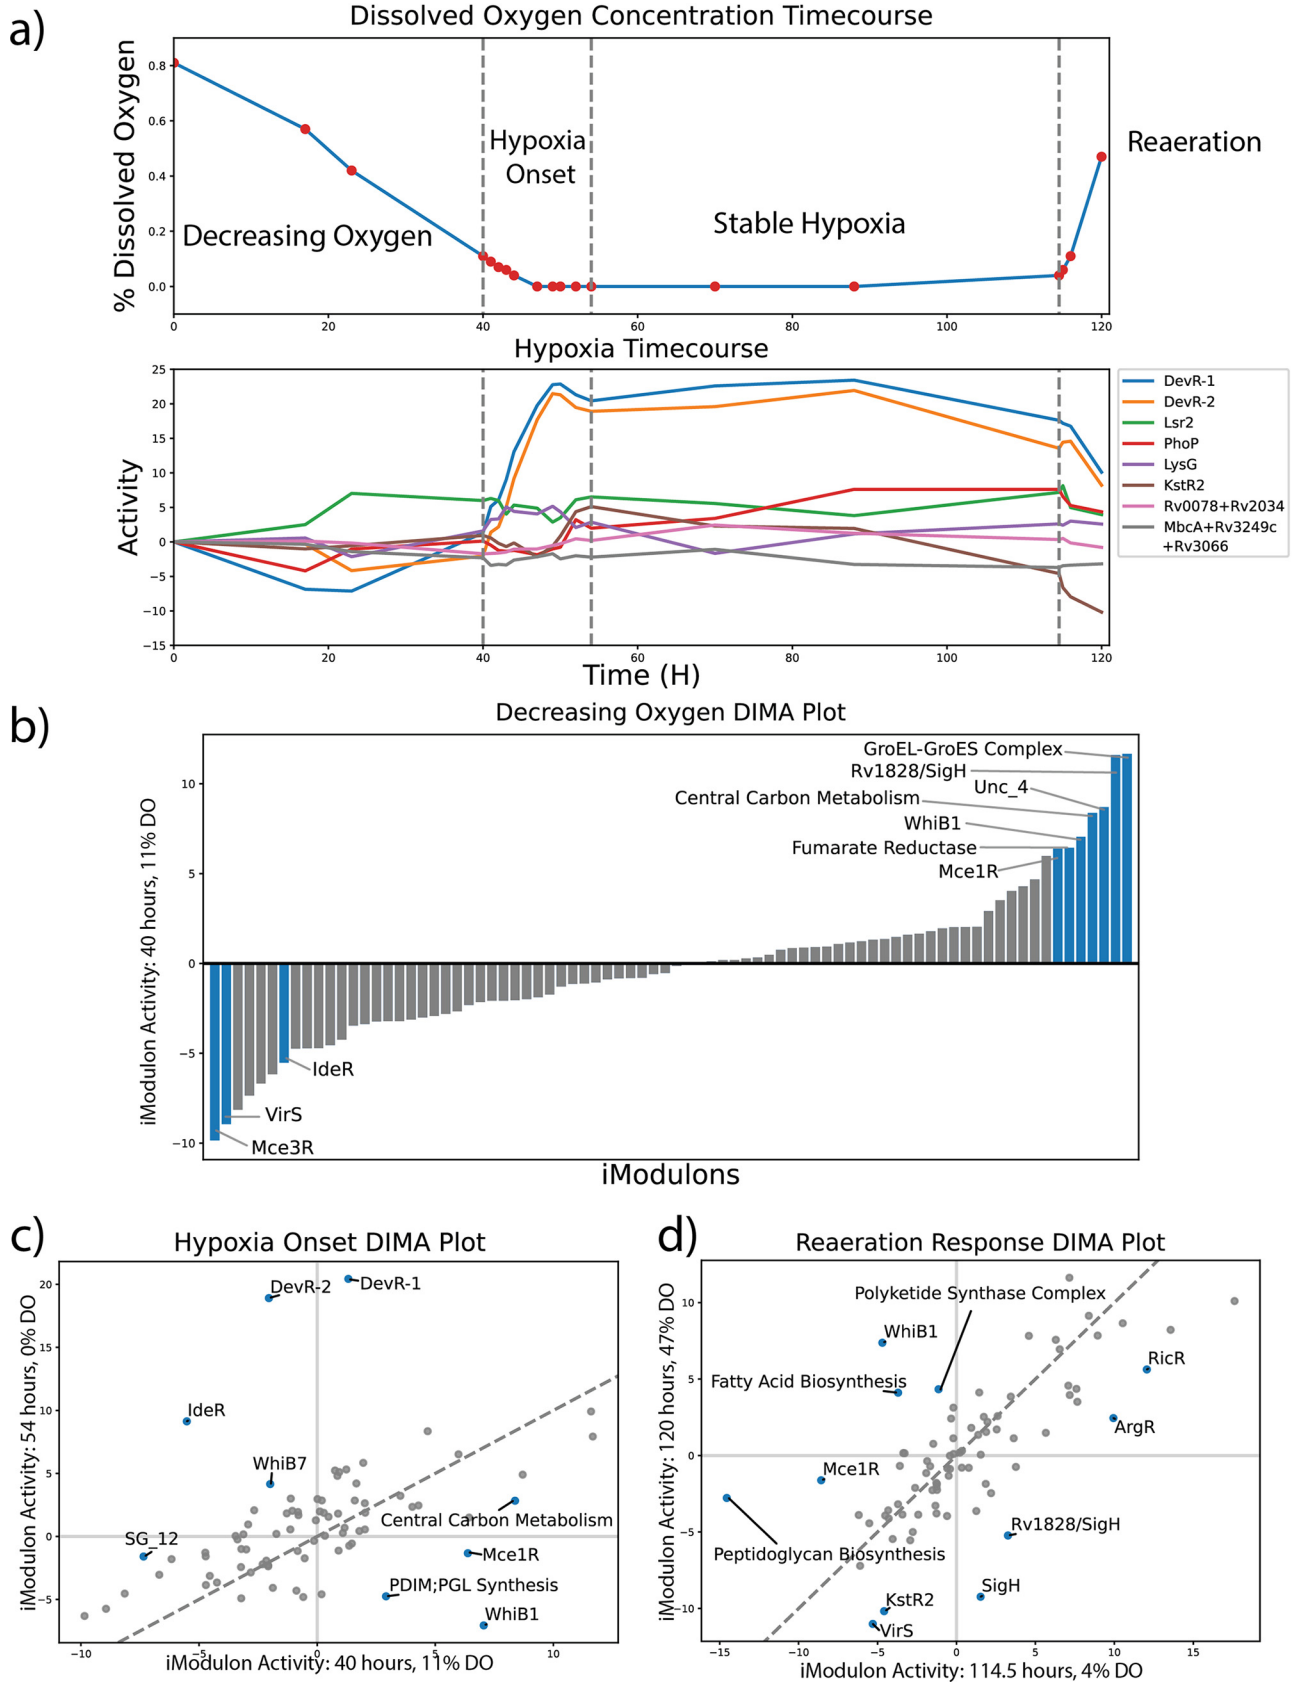 a)
Dissolved Oxygen Concentration Timecourse
% Dissolved Oxygen
0.8
0.6
0.4
0.2
0.0
Decreasing Oxygen
Hypoxia
Onset
Stable Hypoxia
Reaeration
0 20 40 60 80 100 120
Hypoxia Timecourse
Activity
25
20
15
10
5
0
−5
−10
−15
0 20 40 60 80 100 120
Time (H)
DevR-1
DevR-2
Lsr2
PhoP
LysG
KstR2
Rv0078+Rv2034
MbcA+Rv3249c
+Rv3066
b)
Decreasing Oxygen DIMA Plot
iModulon Activity: 40 hours, 11% DO
10
5
0
−5
−10
GroEL-GroES Complex
Rv1828/SigH
Unc_4
Central Carbon Metabolism
WhiB1
Fumarate Reductase
Mce1R
IdeR
VirS
Mce3R
iModulons
c)
Hypoxia Onset DIMA Plot
iModulon Activity: 54 hours, 0% DO
20
15
10
5
0
−5
DevR-2
DevR-1
IdeR
WhiB7
Central Carbon Metabolism
SG_12
Mce1R
PDIM;PGL Synthesis
WhiB1
−10 −5 0 5 10
iModulon Activity: 40 hours, 11% DO
d)
Reaeration Response DIMA Plot
iModulon Activity: 120 hours, 47% DO
10
5
0
−5
−10
Polyketide Synthase Complex
WhiB1
RicR
Fatty Acid Biosynthesis
ArgR
Mce1R
Rv1828/SigH
Peptidoglycan Biosynthesis
SigH
KstR2
VirS
−15 −10 −5 0 5 10 15
iModulon Activity: 114.5 hours, 4% DO